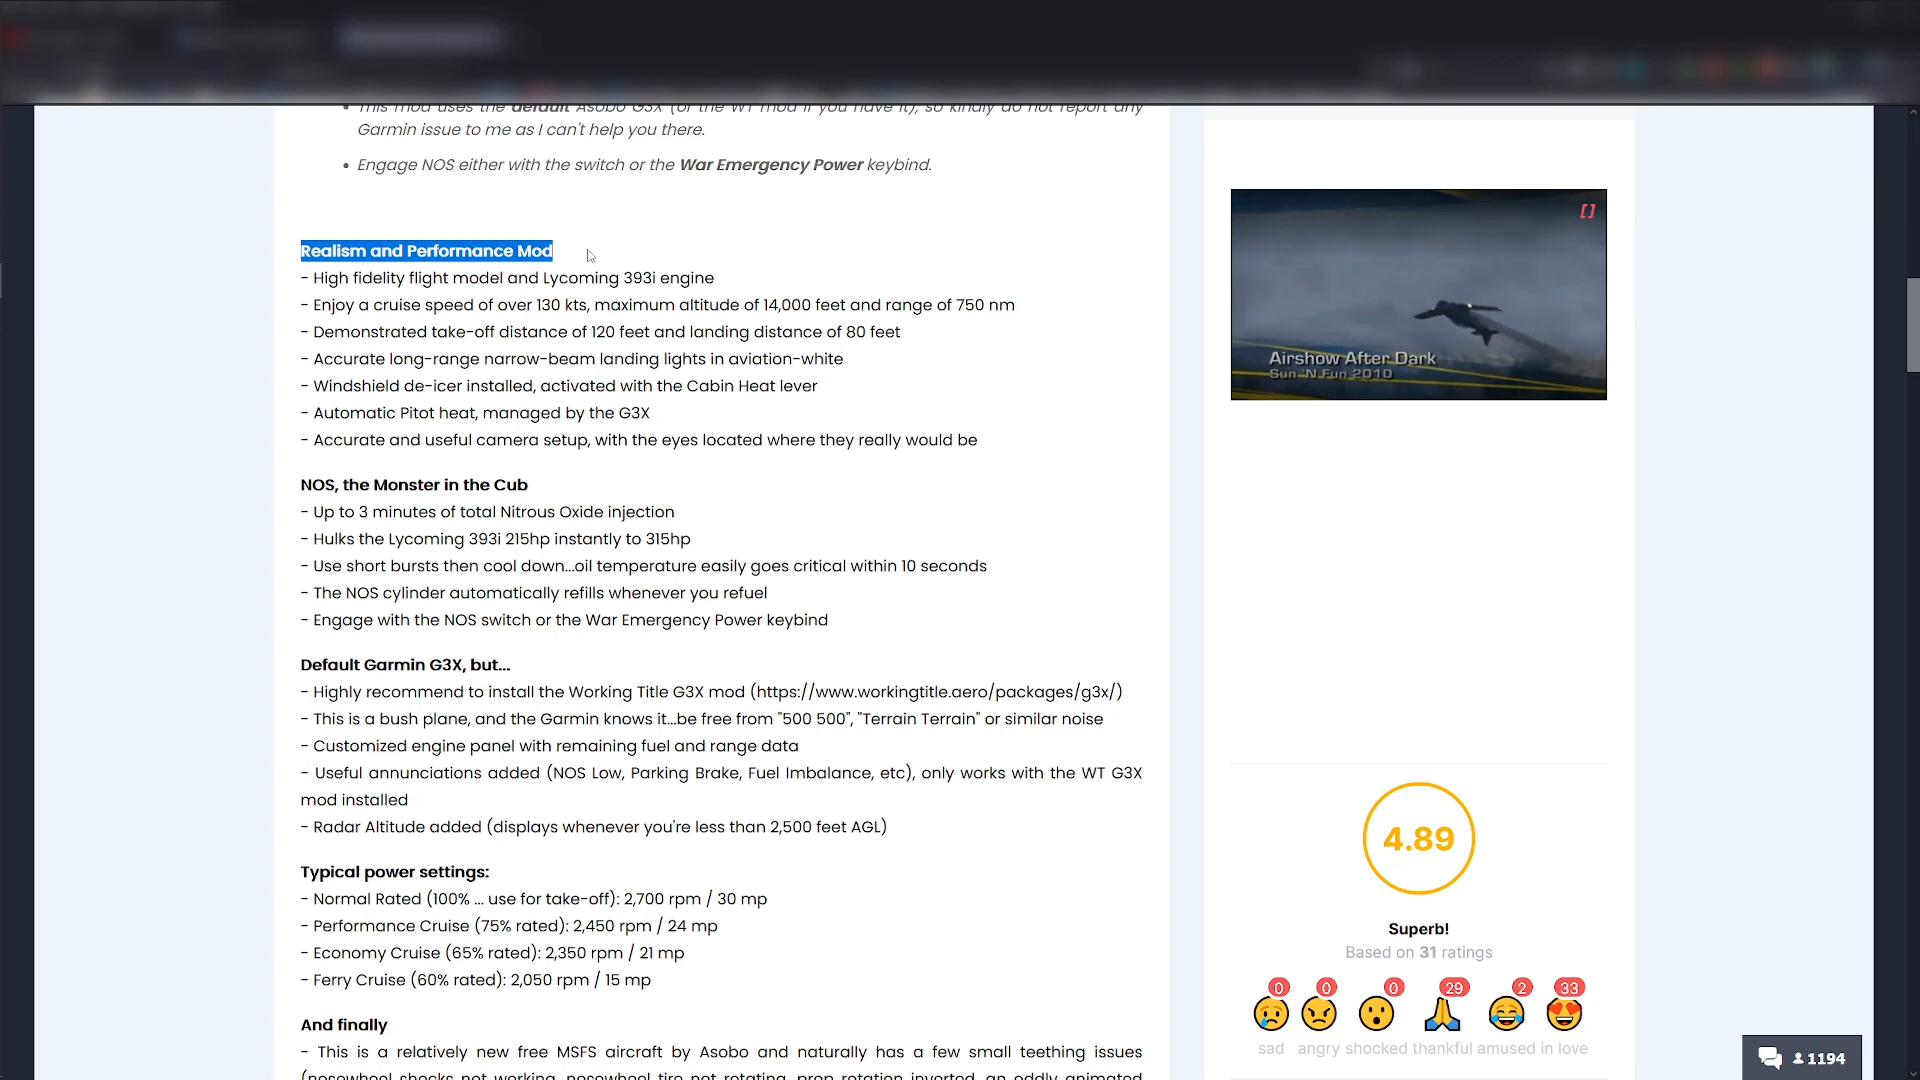 • This mod uses the default Asobo G3X (or the WT mod if you have it), so kindly do not report any
Garmin issue to me as I can't help you there.
• Engage NOS either with the switch or the War Emergency Power keybind.
Realism and Performance Mod
- High fidelity flight model and Lycoming 393i engine
- Enjoy a cruise speed of over 130 kts, maximum altitude of 14,000 feet and range of 750 nm
- Demonstrated take-off distance of 120 feet and landing distance of 80 feet
- Accurate long-range narrow-beam landing lights in aviation-white
- Windshield de-icer installed, activated with the Cabin Heat lever
- Automatic Pitot heat, managed by the G3X
- Accurate and useful camera setup, with the eyes located where they really would be
NOS, the Monster in the Cub
- Up to 3 minutes of total Nitrous Oxide injection
- Hulks the Lycoming 393i 215hp instantly to 315hp
- Use short bursts then cool down...oil temperature easily goes critical within 10 seconds
- The NOS cylinder automatically refills whenever you refuel
- Engage with the NOS switch or the War Emergency Power keybind
Default Garmin G3X, but...
- Highly recommend to install the Working Title G3X mod (https://www.workingtitle.aero/packages/g3x/)
- This is a bush plane, and the Garmin knows it...be free from "500 500", "Terrain Terrain" or similar noise
- Customized engine panel with remaining fuel and range data
- Useful annunciations added (NOS Low, Parking Brake, Fuel Imbalance, etc), only works with the WT G3X
mod installed
- Radar Altitude added (displays whenever you're less than 2,500 feet AGL)
Typical power settings:
- Normal Rated (100% ... use for take-off): 2,700 rpm / 30 mp
- Performance Cruise (75% rated): 2,450 rpm / 24 mp
- Economy Cruise (65% rated): 2,350 rpm / 21 mp
- Ferry Cruise (60% rated): 2,050 rpm / 15 mp
And finally
- This is a relatively new free MSFS aircraft by Asobo and naturally has a few small teething issues
(nosewheel shocks not working, nosewheel tire not rotating, prop rotation inverted, an oddly animated
[]
Airshow After Dark
Sun 'N Fun 2010
4.89
Superb!
Based on 31 ratings
0 0 0 29 2 33
sad angry shocked thankful amused in love
1194